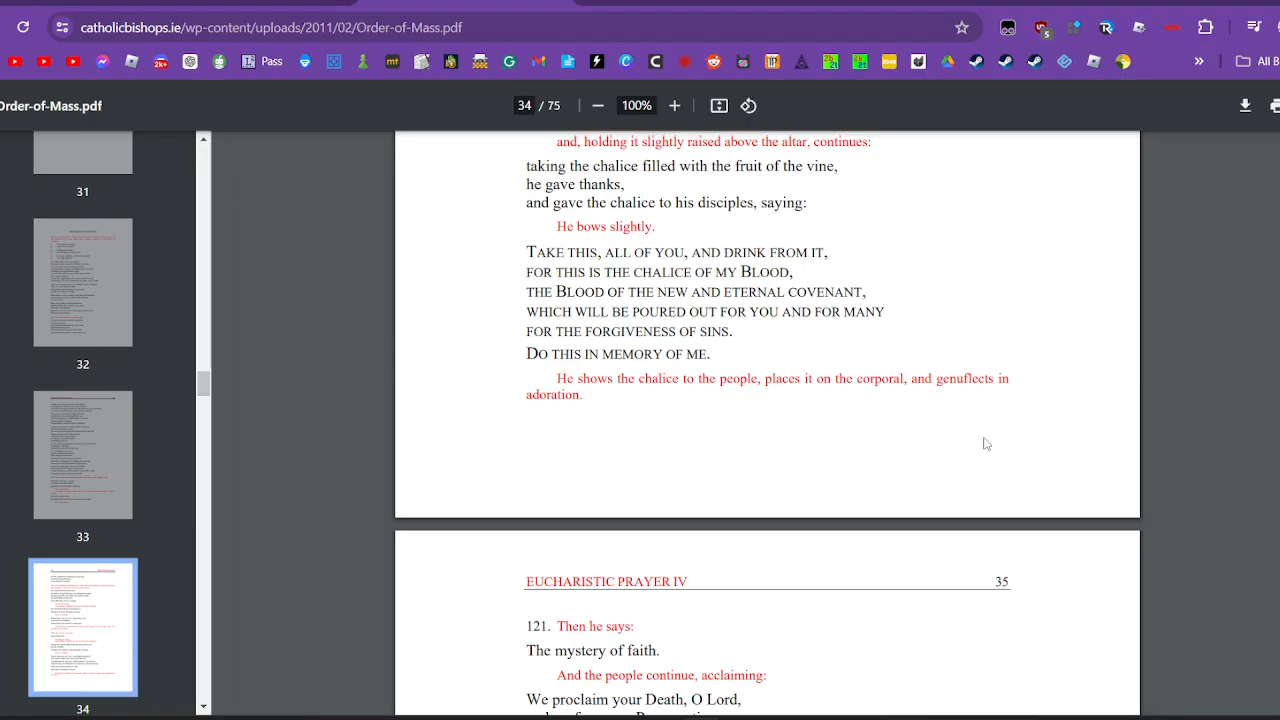 catholicbishops.ie/wp-content/uploads/2011/02/Order-of-Mass.pdf
5
Pass
All B
Order-of-Mass.pdf
34 / 75
100%
31
32
33
34
and, holding it slightly raised above the altar, continues:
taking the chalice filled with the fruit of the vine,
he gave thanks,
and gave the chalice to his disciples, saying:
He bows slightly.
TAKE THIS, ALL OF YOU, AND DRINK FROM IT,
FOR THIS IS THE CHALICE OF MY BLOOD,
THE BLOOD OF THE NEW AND ETERNAL COVENANT,
WHICH WILL BE POURED OUT FOR YOU AND FOR MANY
FOR THE FORGIVENESS OF SINS.
DO THIS IN MEMORY OF ME.
He shows the chalice to the people, places it on the corporal, and genuflects in
adoration.
EUCHARISTIC PRAYER IV 35
121. Then he says:
The mystery of faith.
And the people continue, acclaiming:
We proclaim your Death, O Lord,